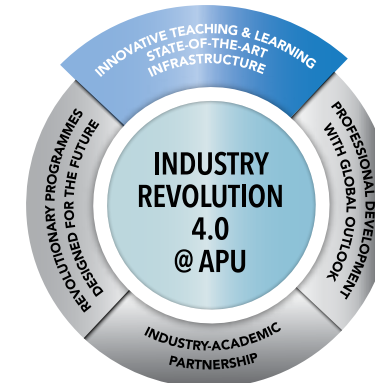 INNOVATIVE TEACHING & LEARNING
STATE-OF-THE-ART
INFRASTRUCTURE
PROFESSIONAL DEVELOPMENT
WITH GLOBAL OUTLOOK
INDUSTRY-ACADEMIC
PARTNERSHIP
REVOLUTIONARY PROGRAMMES
DESIGNED FOR THE FUTURE
INDUSTRY
REVOLUTION
4.0
@ APU